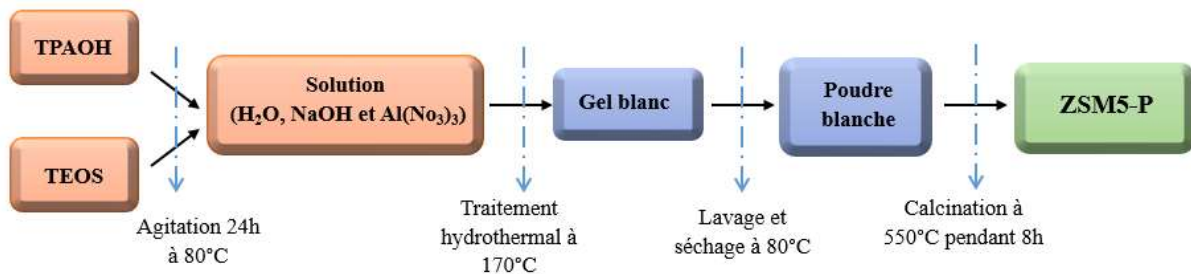 TPAOH
TEOS
Agitation 24h
à 80°C
Solution
(H₂O, NaOH et Al(No₃)₃)
Traitement
hydrothermal à
170°C
Gel blanc
Lavage et
séchage à 80°C
Poudre
blanche
Calcination à
550°C pendant 8h
ZSM5-P